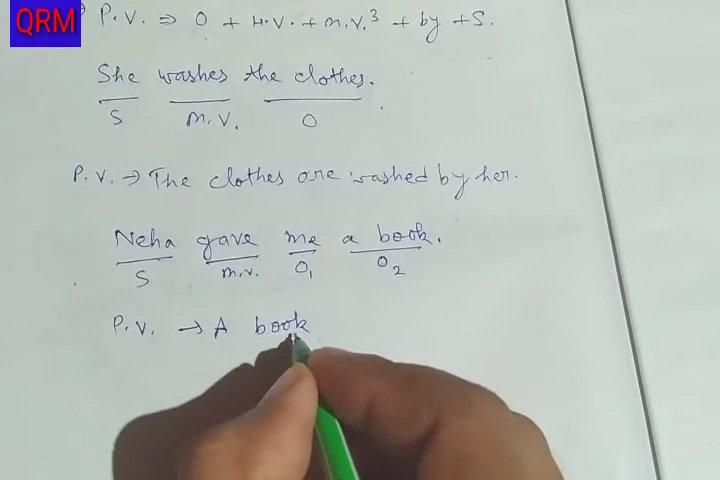 QRM
P.V. ⇒ O + H.V. + M.V.³ + by + S.
She washes the clothes.
S M.V. O
P.V. → The clothes are washed by her.
Neha gave me a book.
S M.V. O₁ O₂
P.V. → A book